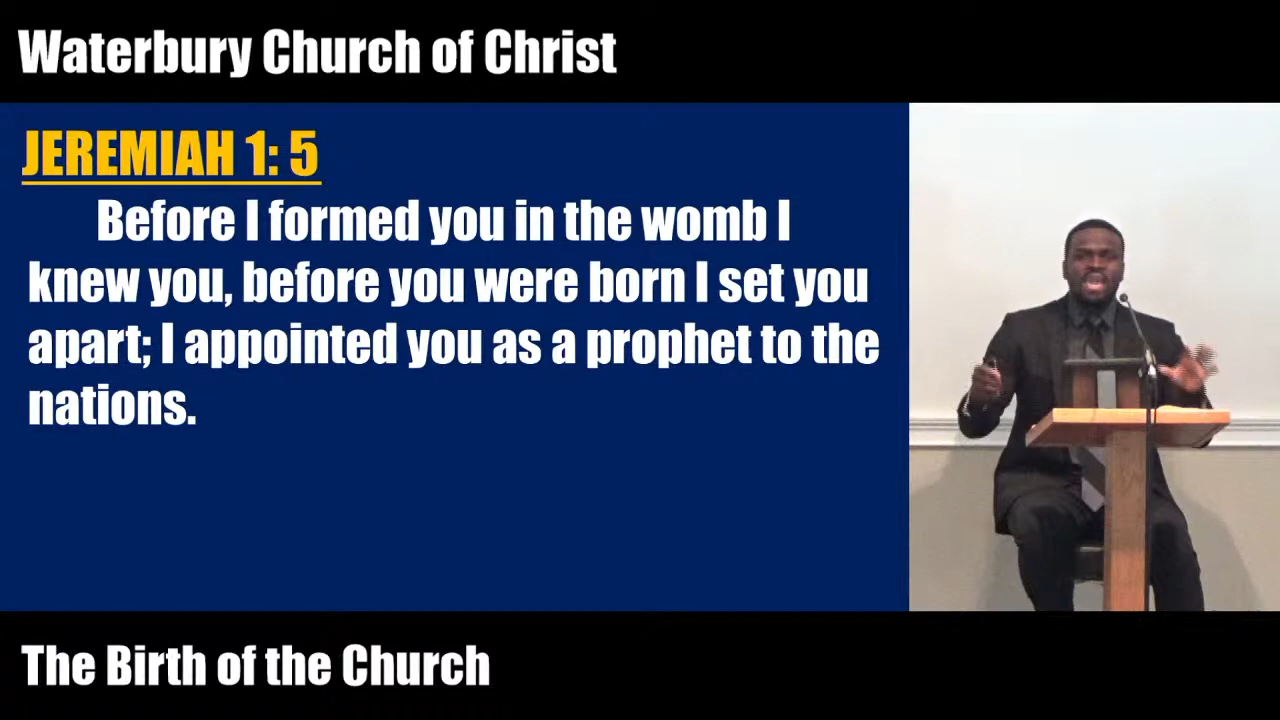 Waterbury Church of Christ
JEREMIAH 1: 5
Before I formed you in the womb I
knew you, before you were born I set you
apart; I appointed you as a prophet to the
nations.
The Birth of the Church